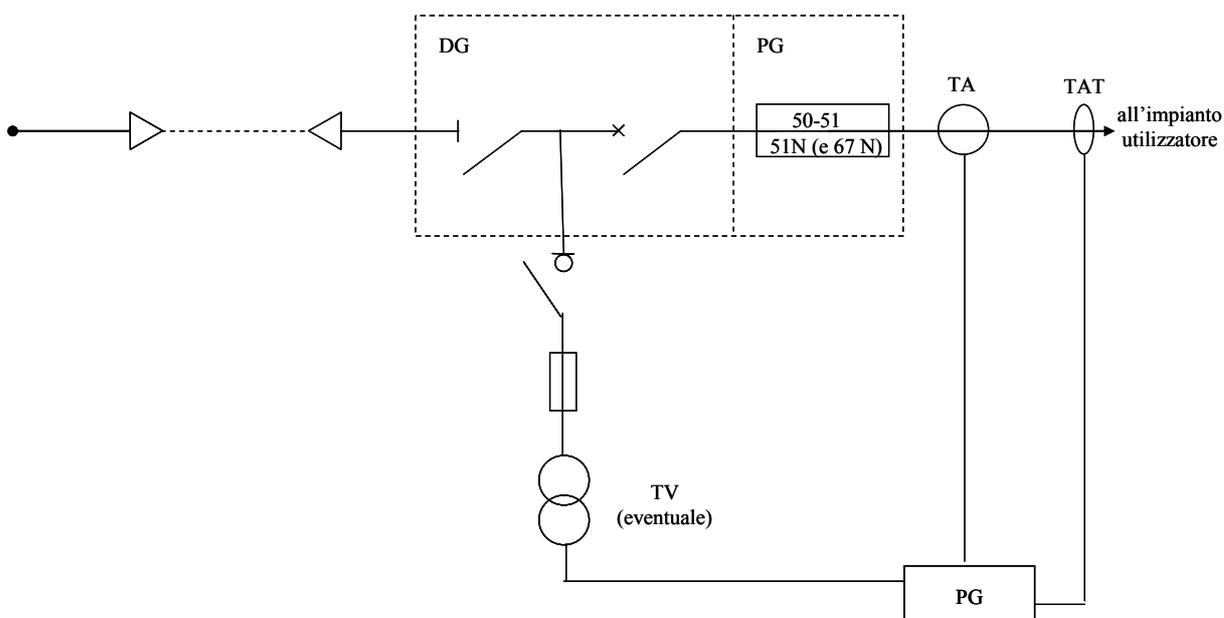 DG
PG
TA
TAT
50-51
51N (e 67 N)
all’impianto
utilizzatore
TV
(eventuale)
PG